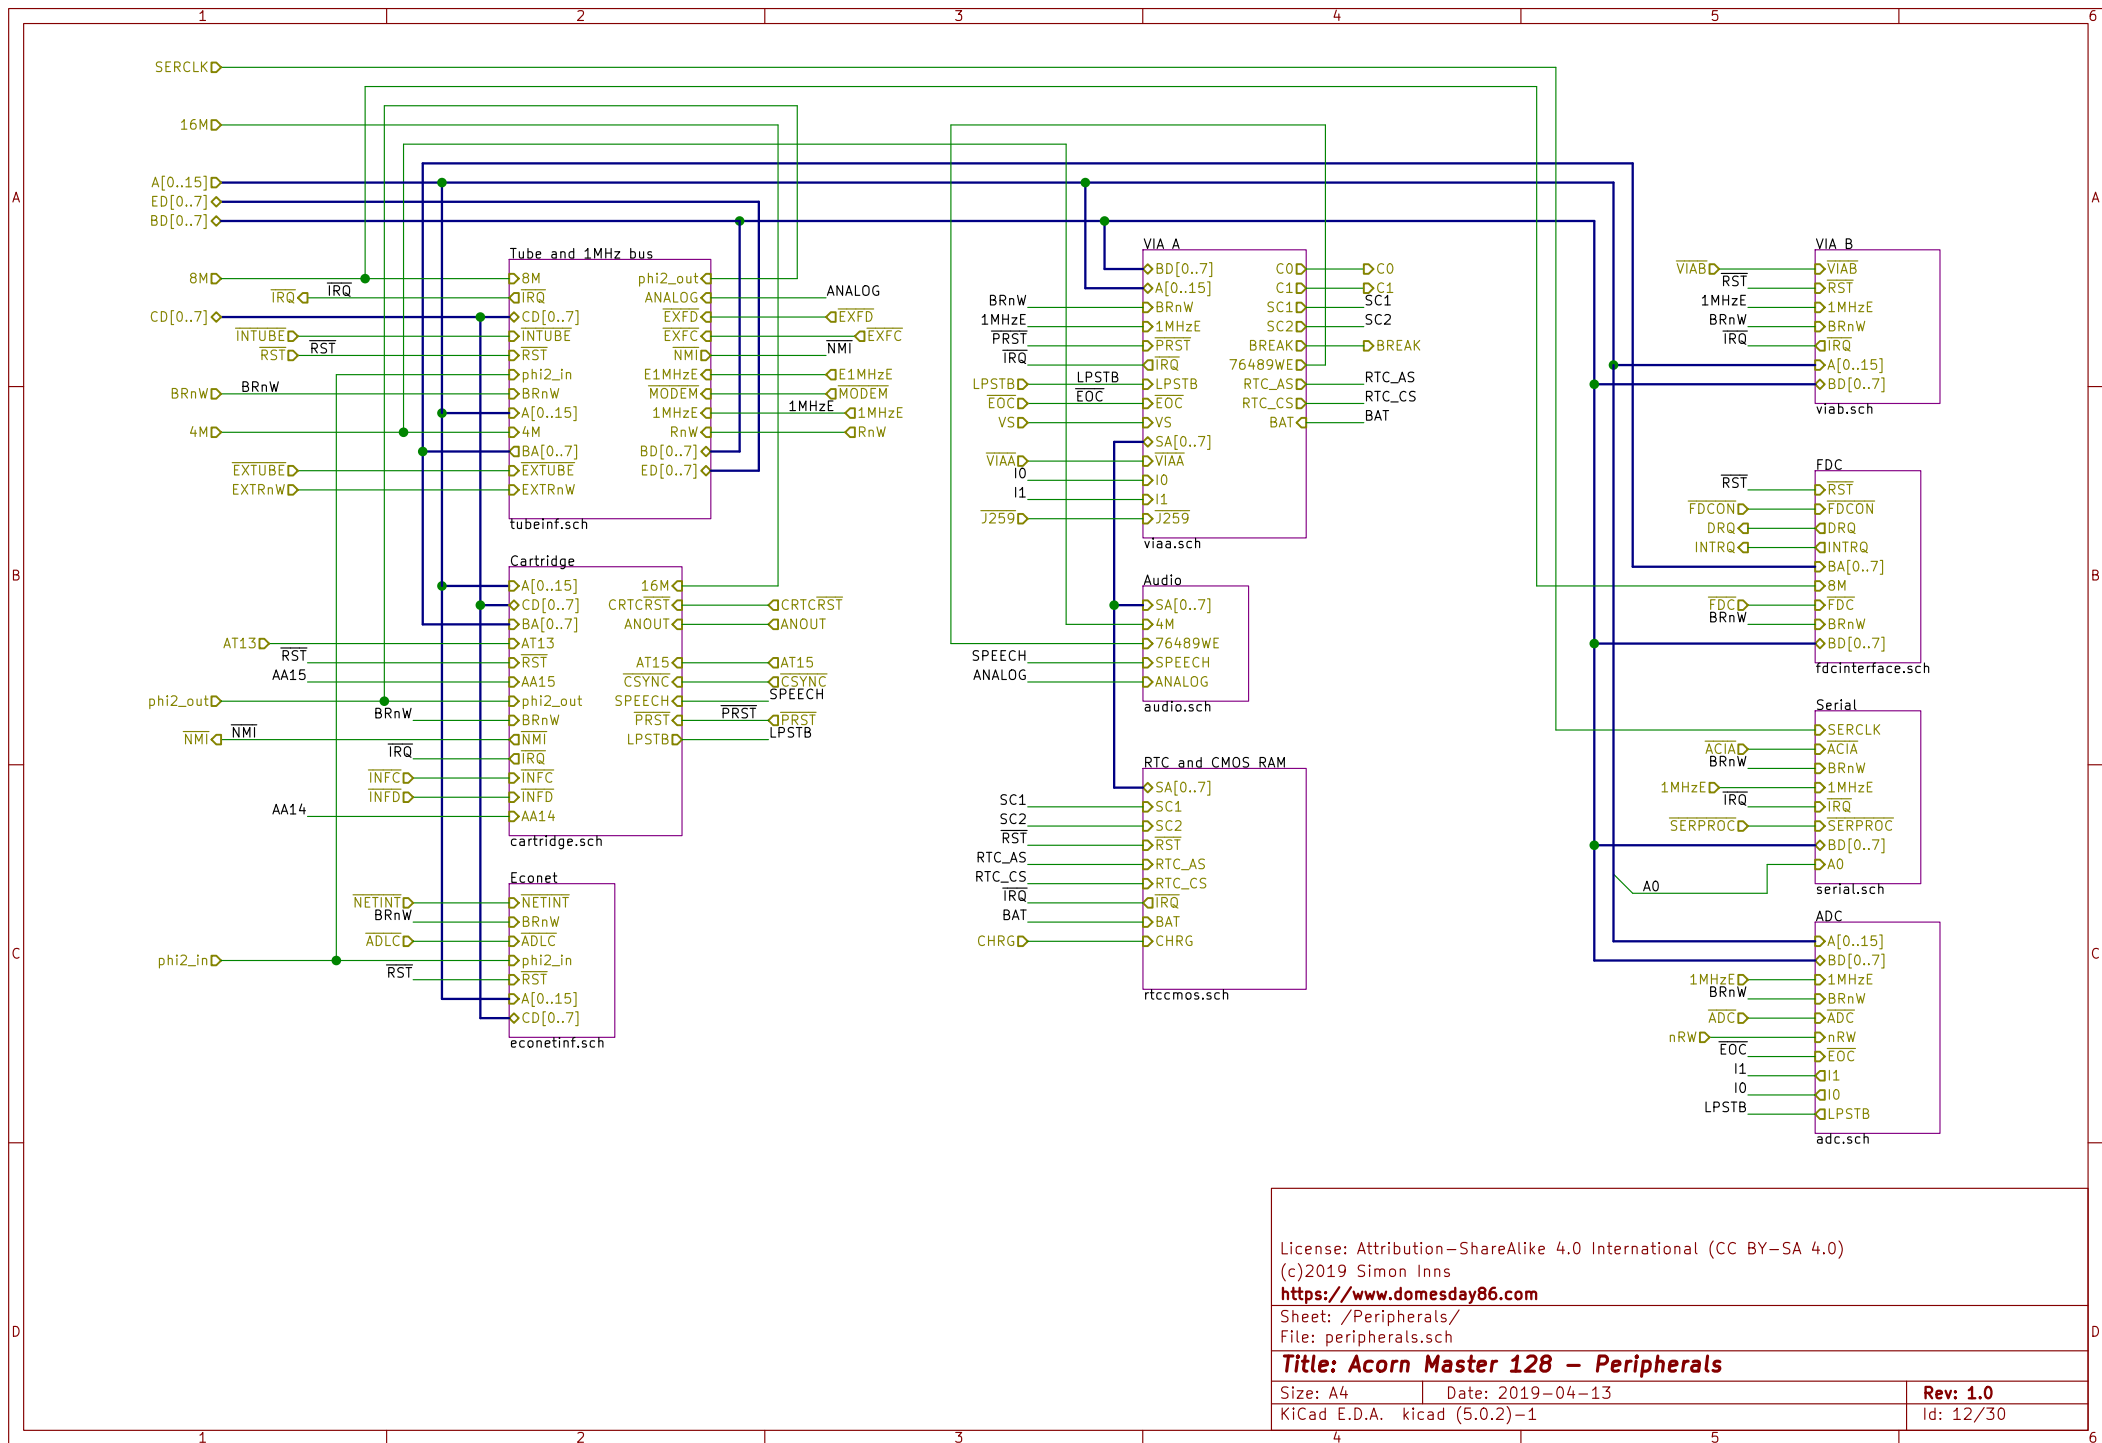 1 2 3 4 5 6
A
B
C
D
SERCLK
16M
A[0..15]
ED[0..7]
BD[0..7]
8M
IRQ IRQ
CD[0..7]
INTUBE
RST RST
BRnW BRnW
4M
EXTUBE
EXTRnW
Tube and 1MHz bus
8M phi2_out
IRQ ANALOG ANALOG
CD[0..7] EXFD EXFD
INTUBE EXFC EXFC
RST NMI NMI
phi2_in E1MHzE E1MHzE
BRnW MODEM MODEM
A[0..15] 1MHzE 1MHzE 1MHzE
4M RnW RnW
BA[0..7] BD[0..7]
EXTUBE ED[0..7]
EXTRnW
tubeinf.sch
Cartridge
A[0..15] 16M
CD[0..7] CRTCRST CRTCRST
BA[0..7] ANOUT ANOUT
AT13 AT13
RST RST AT15 AT15
AA15 AA15 CSYNC CSYNC
phi2_out phi2_out SPEECH SPEECH
BRnW BRnW PRST PRST PRST
NMI NMI NMI LPSTB LPSTB
IRQ IRQ
INFC INFC
INFD INFD
AA14 AA14
cartridge.sch
Econet
NETINT NETINT
BRnW BRnW
ADLC ADLC
phi2_in phi2_in
RST RST
A[0..15]
CD[0..7]
econetinf.sch
VIA A
BD[0..7] C0 C0
A[0..15] C1 C1
BRnW BRnW SC1 SC1
1MHzE 1MHzE SC2 SC2
PRST PRST BREAK BREAK
IRQ IRQ 76489WE
LPSTB LPSTB LPSTB RTC_AS RTC_AS
EOC EOC EOC RTC_CS RTC_CS
VS VS BAT BAT
SA[0..7]
VIAA VIAA
I0 I0
I1 I1
J259 J259
viaa.sch
Audio
SA[0..7]
4M
76489WE
SPEECH SPEECH
ANALOG ANALOG
audio.sch
RTC and CMOS RAM
SA[0..7]
SC1 SC1
SC2 SC2
RST RST
RTC_AS RTC_AS
RTC_CS RTC_CS
IRQ IRQ
BAT BAT
CHRG CHRG
rtccmos.sch
VIA B
VIAB VIAB
RST RST
1MHzE 1MHzE
BRnW BRnW
IRQ IRQ
A[0..15]
BD[0..7]
viab.sch
FDC
RST RST
FDCON FDCON
DRQ DRQ
INTRQ INTRQ
BA[0..7]
8M
FDC FDC
BRnW BRnW
BD[0..7]
fdcinterface.sch
Serial
SERCLK
ACIA ACIA
BRnW BRnW
1MHzE 1MHzE
IRQ IRQ
SERPROC SERPROC
BD[0..7]
A0 A0
serial.sch
ADC
A[0..15]
BD[0..7]
1MHzE 1MHzE
BRnW BRnW
ADC ADC
nRW nRW
EOC EOC
I1 I1
I0 I0
LPSTB LPSTB
adc.sch
License: Attribution-ShareAlike 4.0 International (CC BY-SA 4.0)
(c)2019 Simon Inns
https://www.domesday86.com
Sheet: /Peripherals/
File: peripherals.sch
Title: Acorn Master 128 - Peripherals
Size: A4 Date: 2019-04-13 Rev: 1.0
KiCad E.D.A. kicad (5.0.2)-1 Id: 12/30
A
B
C
D
1 2 3 4 5 6